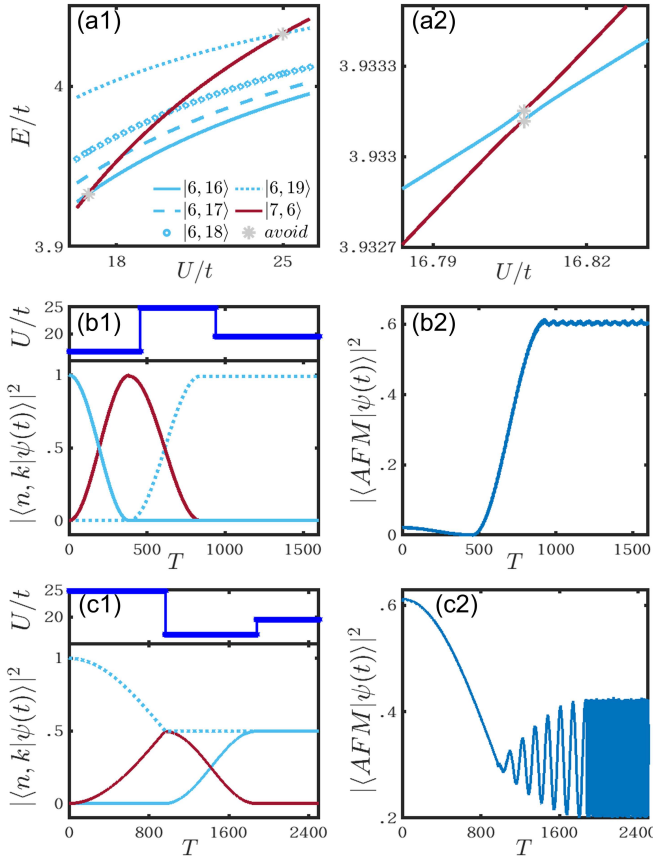 (a1)
E/t
4
3.9
18
25
U/t
|6, 16⟩
|6, 17⟩
|6, 18⟩
|6, 19⟩
|7, 6⟩
avoid
(a2)
3.9333
3.933
3.9327
16.79
16.82
U/t
(b1)
U/t
25
20
|⟨n, k|ψ(t)⟩|²
1
.5
0
0
500
1000
1500
T
(b2)
|⟨AFM|ψ(t)⟩|²
.6
.4
.2
0
0
500
1000
1500
T
(c1)
U/t
25
20
|⟨n, k|ψ(t)⟩|²
1
.5
0
0
800
1600
2400
T
(c2)
|⟨AFM|ψ(t)⟩|²
.6
.4
.2
0
800
1600
2400
T